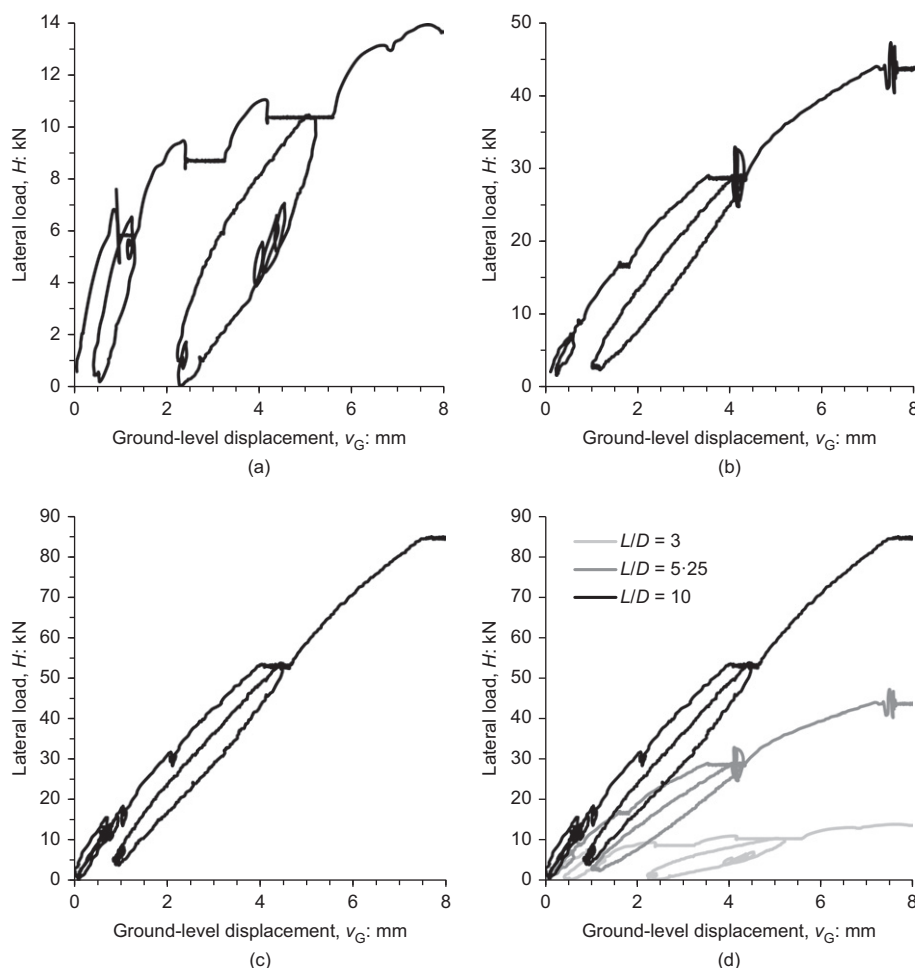 14
12
10
8
6
4
2
0
Lateral load, H: kN
0 2 4 6 8
Ground-level displacement, vG: mm
(a)
50
40
30
20
10
0
Lateral load, H: kN
0 2 4 6 8
Ground-level displacement, vG: mm
(b)
90
80
70
60
50
40
30
20
10
0
Lateral load, H: kN
0 2 4 6 8
Ground-level displacement, vG: mm
(c)
90
80
70
60
50
40
30
20
10
0
Lateral load, H: kN
L/D = 3
L/D = 5·25
L/D = 10
0 2 4 6 8
Ground-level displacement, vG: mm
(d)